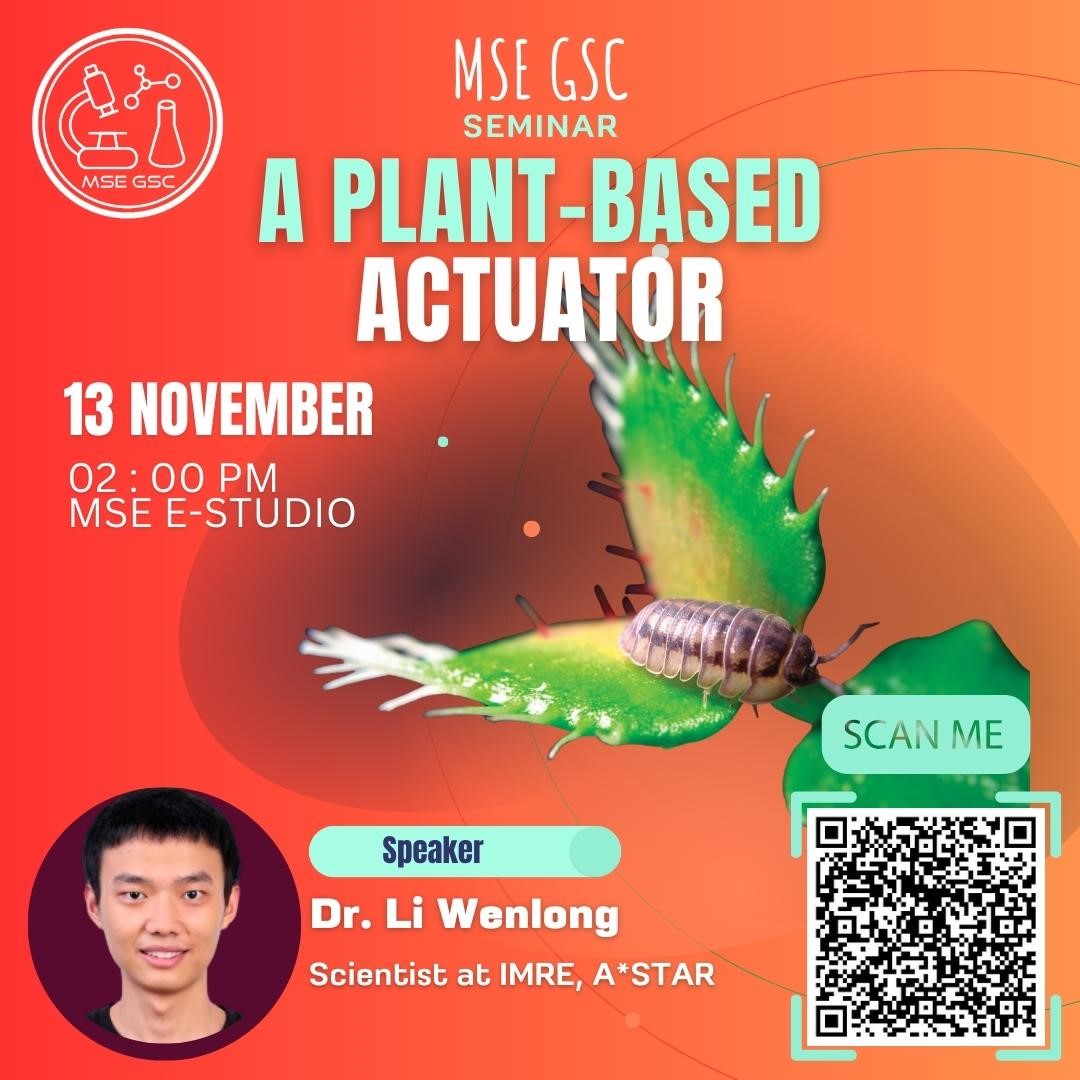 MSE GSC
MSE GSC
SEMINAR
A PLANT-BASED
ACTUATOR
13 NOVEMBER
02 : 00 PM
MSE E-STUDIO
SCAN ME
Speaker
Dr. Li Wenlong
Scientist at IMRE, A*STAR